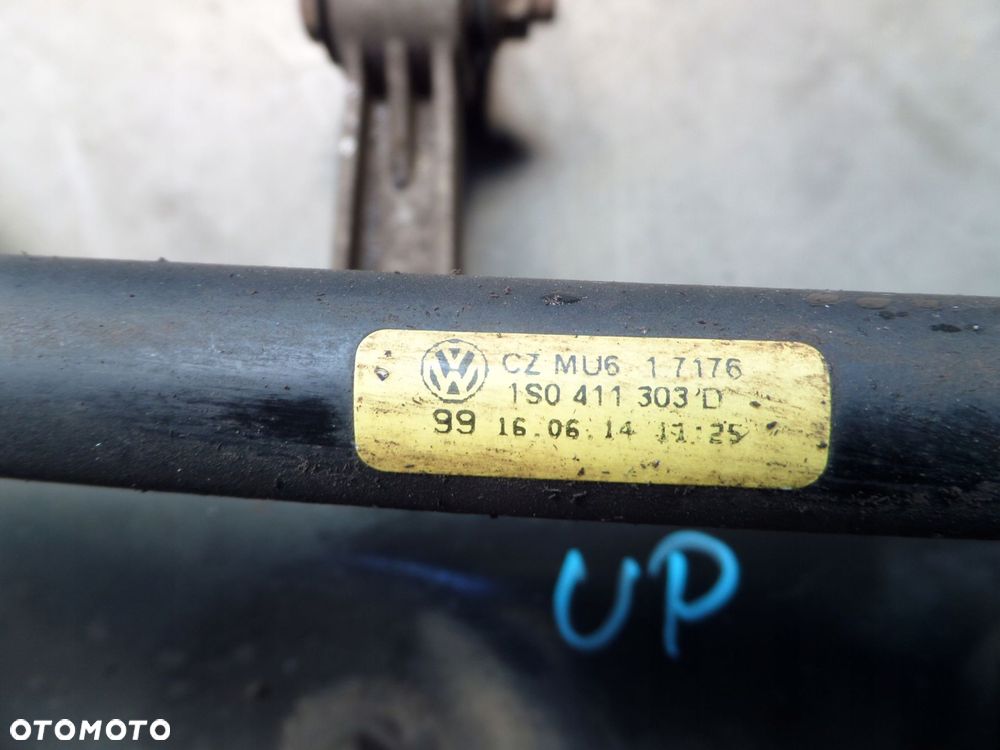 CZ MU6 1 7176
1S0 411 303 D
99 16.06.14 11:25
UP
OTOMOTO